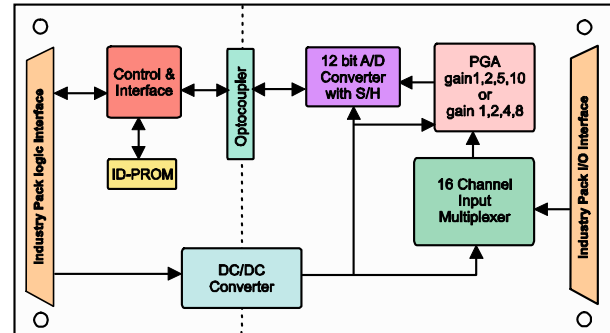 Industry Pack logic Interface
Control &
Interface
ID-PROM
Optocoupler
12 bit A/D
Converter
with S/H
PGA
gain1,2,5,10
or
gain 1,2,4,8
16 Channel
Input
Multiplexer
DC/DC
Converter
Industry Pack I/O Interface